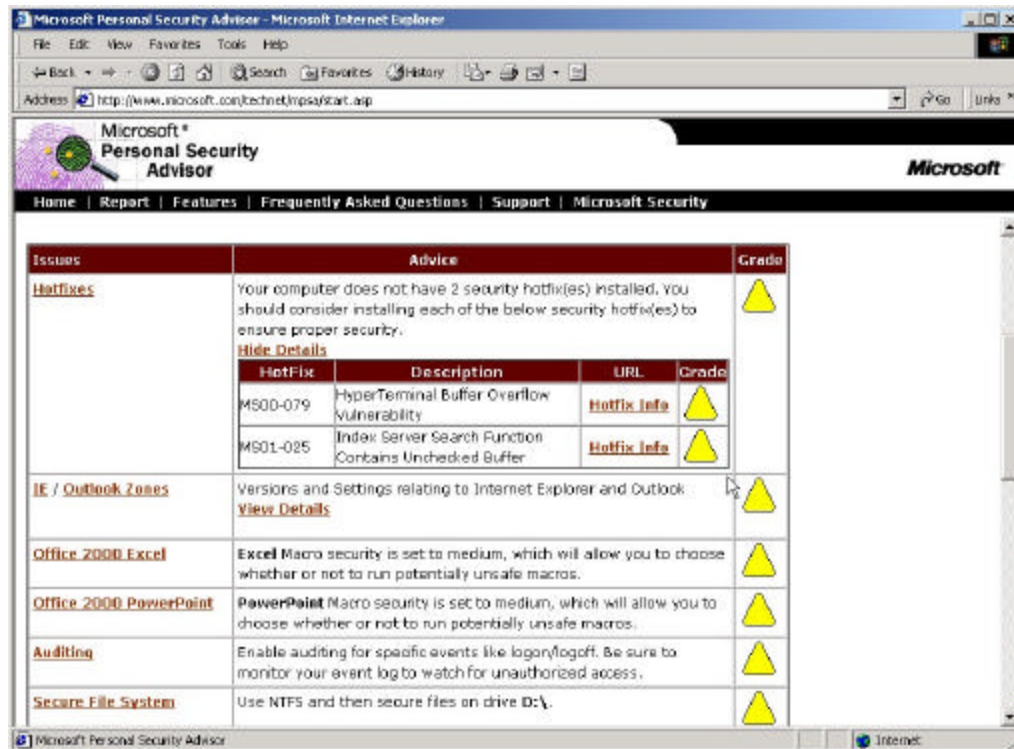 Microsoft Personal Security Advisor - Microsoft Internet Explorer
File Edit View Favorites Tools Help
Back Search Favorites History
Address http://www.microsoft.com/technet/mpsa/start.asp Go Links
Microsoft®
Personal Security
Advisor
Microsoft
Home | Report | Features | Frequently Asked Questions | Support | Microsoft Security
Issues Advice Grade
Hotfixes
Your computer does not have 2 security hotfix(es) installed. You
should consider installing each of the below security hotfix(es) to
ensure proper security.
Hide Details
HotFix Description URL Grade
MS00-079 HyperTerminal Buffer Overflow
Vulnerability Hotfix Info
MS01-025 Index Server Search Function
Contains Unchecked Buffer Hotfix Info
IE / Outlook Zones Versions and Settings relating to Internet Explorer and Outlook
View Details
Office 2000 Excel Excel Macro security is set to medium, which will allow you to choose
whether or not to run potentially unsafe macros.
Office 2000 PowerPoint PowerPoint Macro security is set to medium, which will allow you to
choose whether or not to run potentially unsafe macros.
Auditing Enable auditing for specific events like logon/logoff. Be sure to
monitor your event log to watch for unauthorized access.
Secure File System Use NTFS and then secure files on drive D:\.
Microsoft Personal Security Advisor Internet